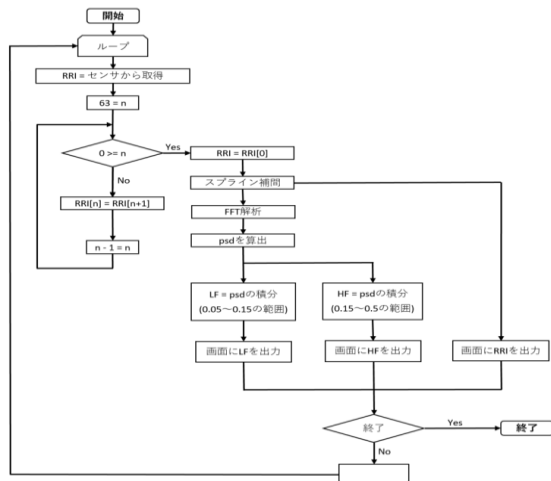 開始
ループ
RRI = センサから取得
63 = n
0 >= n
Yes
No
RRI[n] = RRI[n+1]
n - 1 = n
RRI = RRI[0]
スプライン補間
FFT解析
psdを算出
LF = psdの積分
(0.05～0.15の範囲)
HF = psdの積分
(0.15～0.5の範囲)
画面にLFを出力
画面にHFを出力
画面にRRIを出力
終了
Yes
終了
No